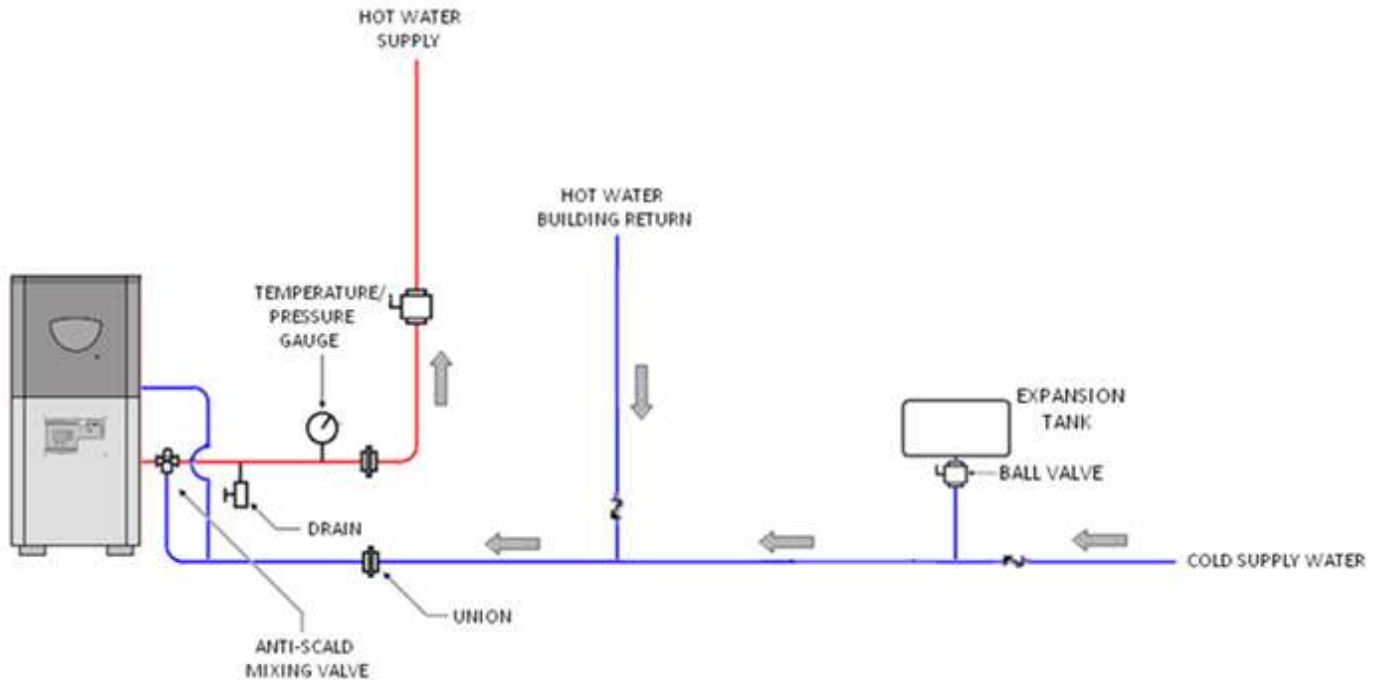 HOT WATER
SUPPLY
HOT WATER
BUILDING RETURN
TEMPERATURE/
PRESSURE
GAUGE
EXPANSION
TANK
BALL VALVE
DRAIN
COLD SUPPLY WATER
UNION
ANTI-SCALD
MIXING VALVE